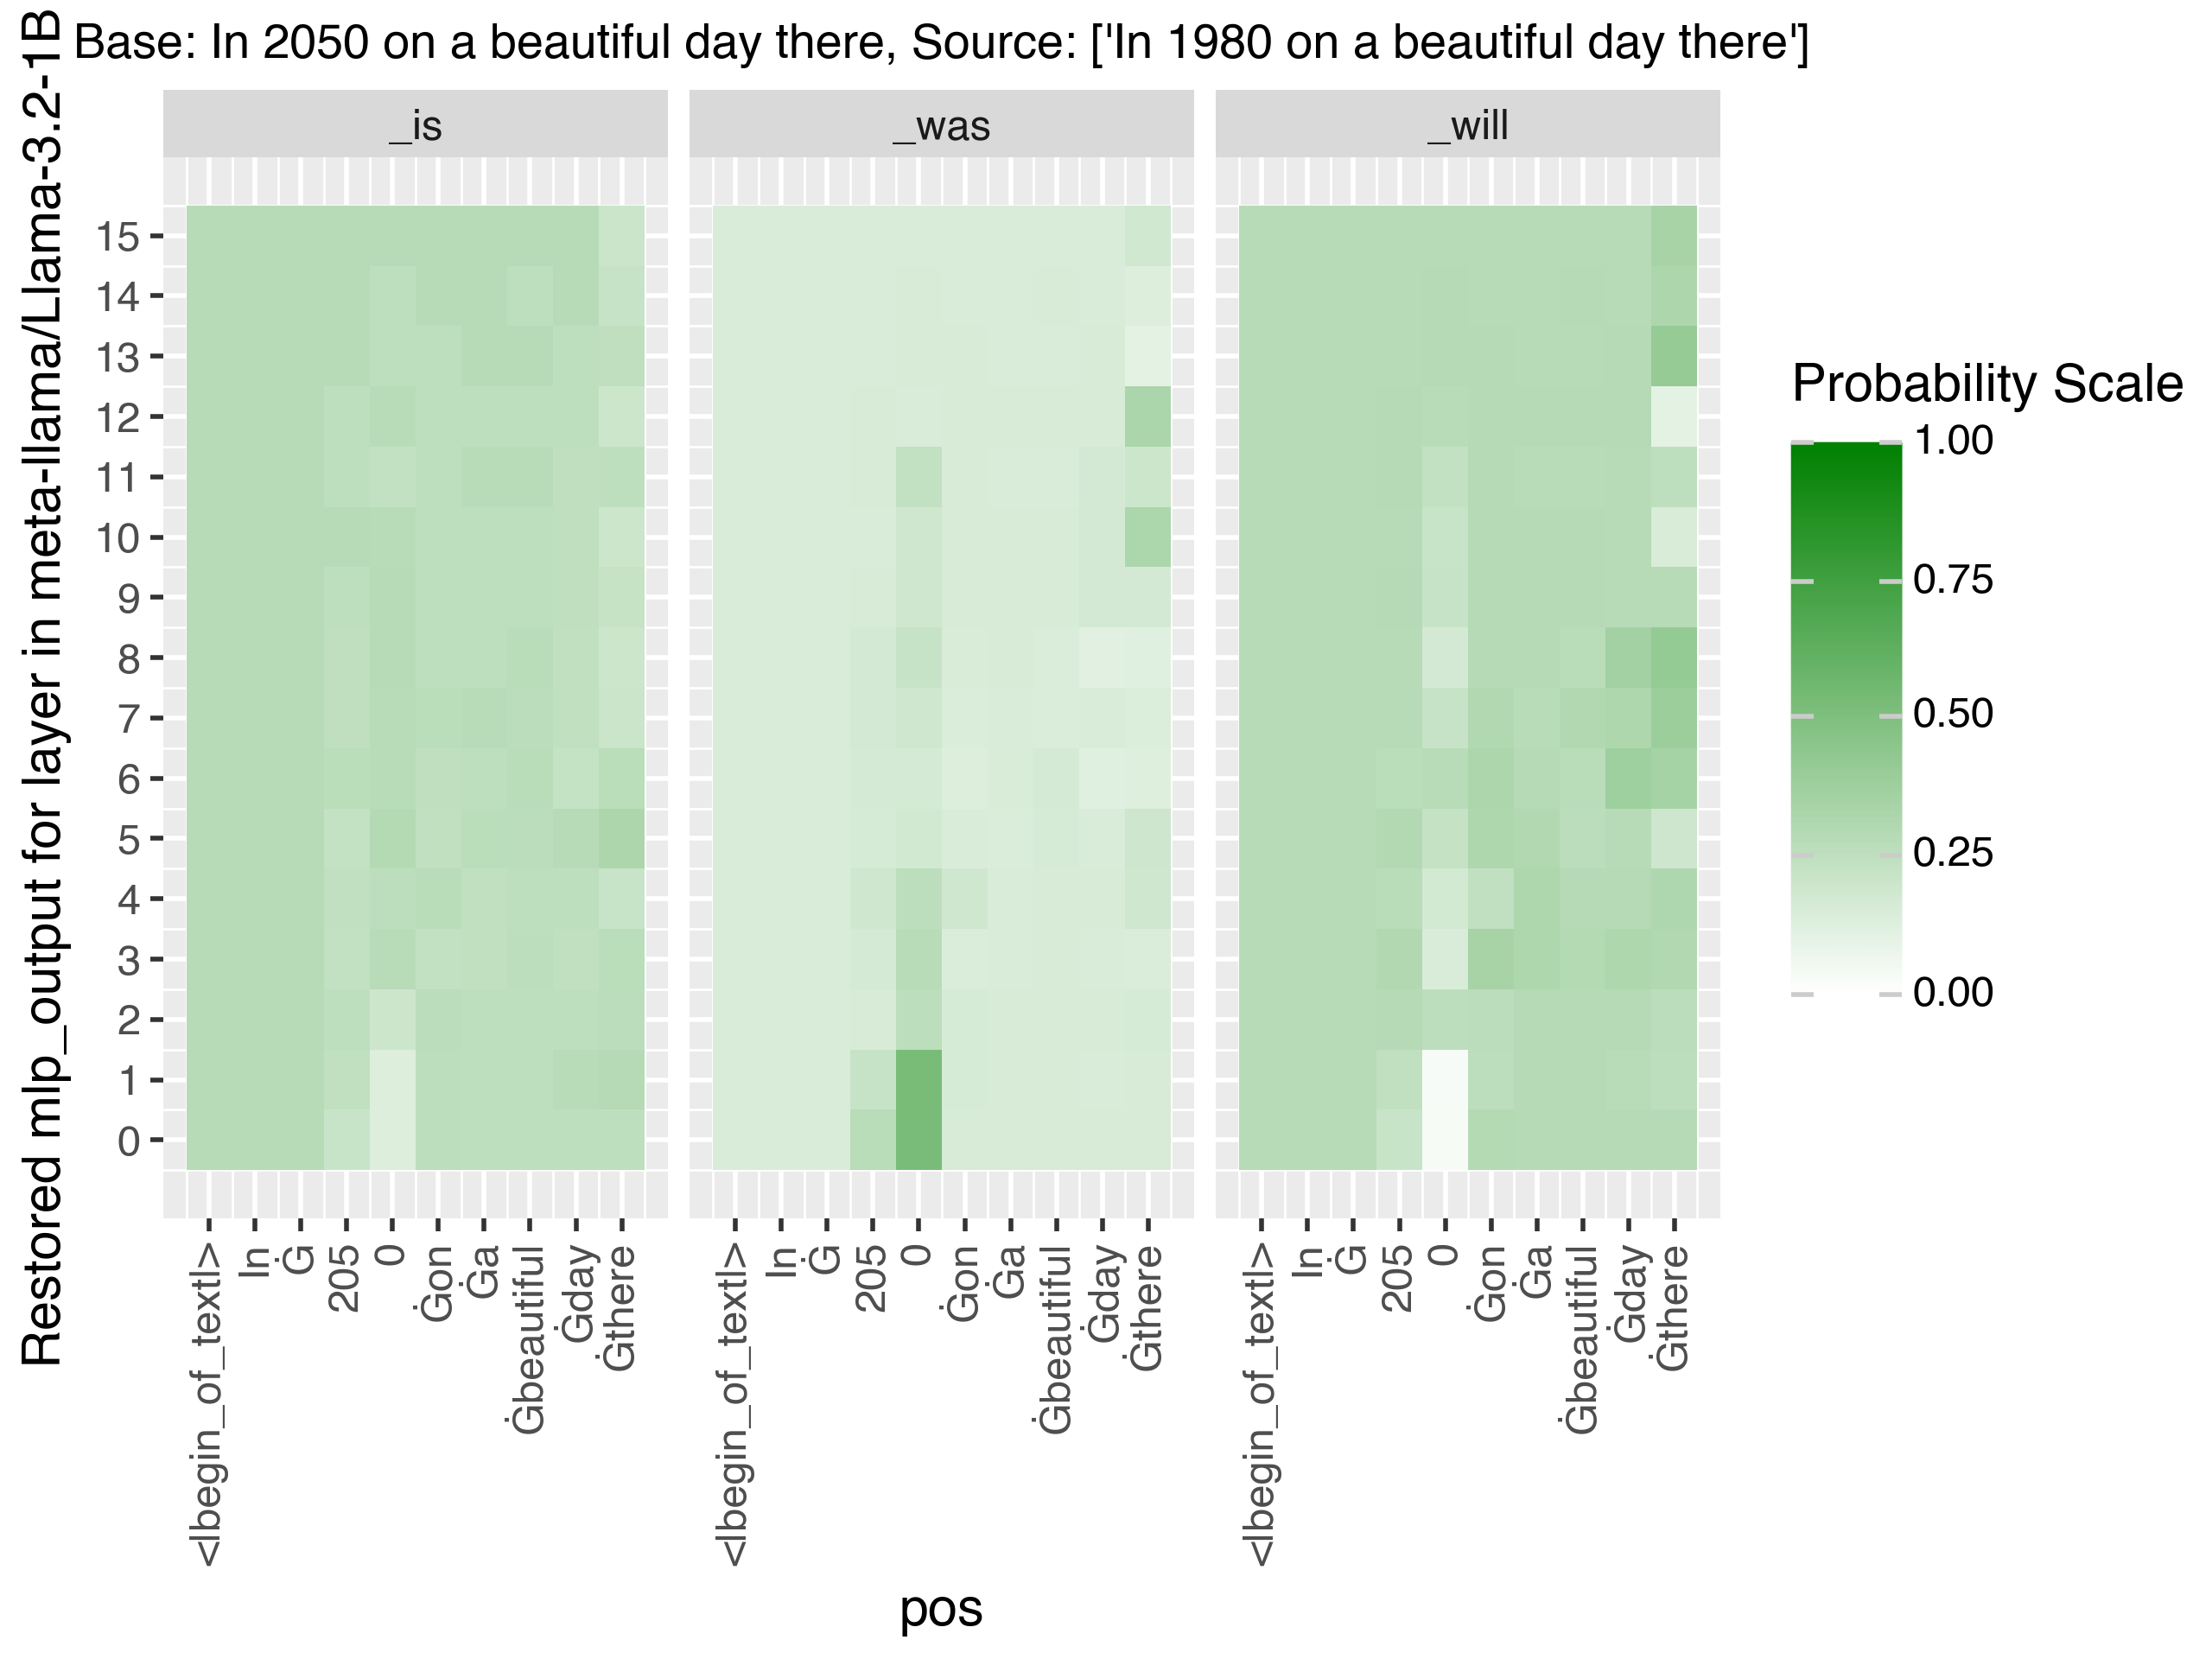 Base: In 2050 on a beautiful day there, Source: ['In 1980 on a beautiful day there']
Restored mlp_output for layer in meta-llama/Llama-3.2-1B
_is
_was
_will
15
14
13
12
11
10
9
8
7
6
5
4
3
2
1
0
<|begin_of_text|>
In
Ġ
205
0
Ġon
Ġa
Ġbeautiful
Ġday
Ġthere
<|begin_of_text|>
In
Ġ
205
0
Ġon
Ġa
Ġbeautiful
Ġday
Ġthere
<|begin_of_text|>
In
Ġ
205
0
Ġon
Ġa
Ġbeautiful
Ġday
Ġthere
pos
Probability Scale
1.00
0.75
0.50
0.25
0.00